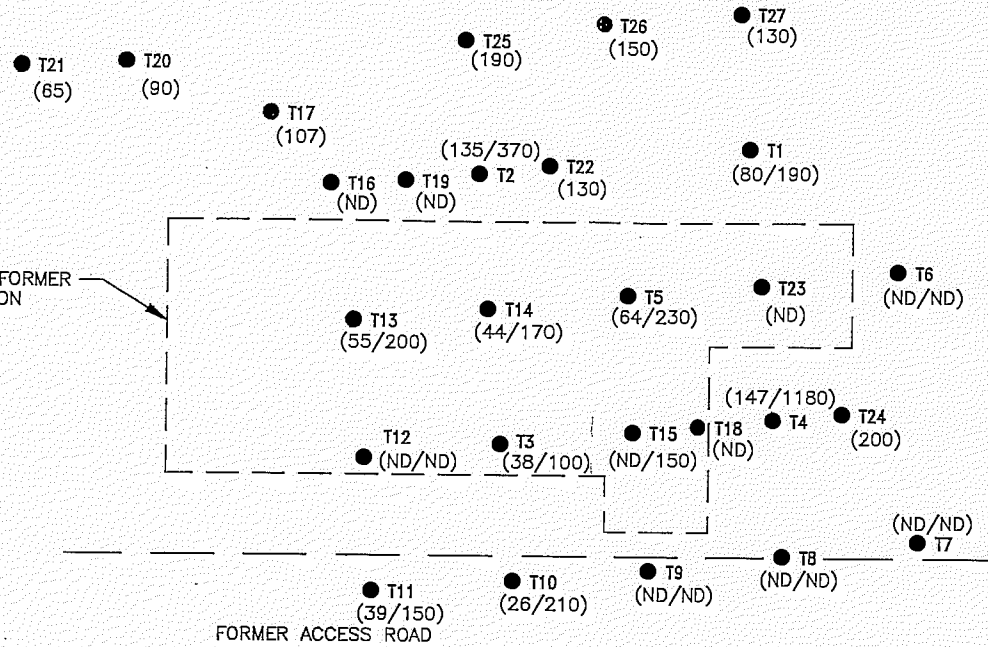 T27
(130)
T26
(150)
T25
(190)
T21
(65)
T20
(90)
T17
(107)
(135/370)
T2
T22
(130)
T1
(80/190)
T16
(ND)
T19
(ND)
FORMER
ON
T6
(ND/ND)
T23
(ND)
T5
(64/230)
T14
(44/170)
T13
(55/200)
(147/1180)
T4
T24
(200)
T18
(ND)
T15
(ND/150)
T3
(38/100)
T12
(ND/ND)
(ND/ND)
T7
T8
(ND/ND)
T9
(ND/ND)
T10
(26/210)
T11
(39/150)
FORMER ACCESS ROAD